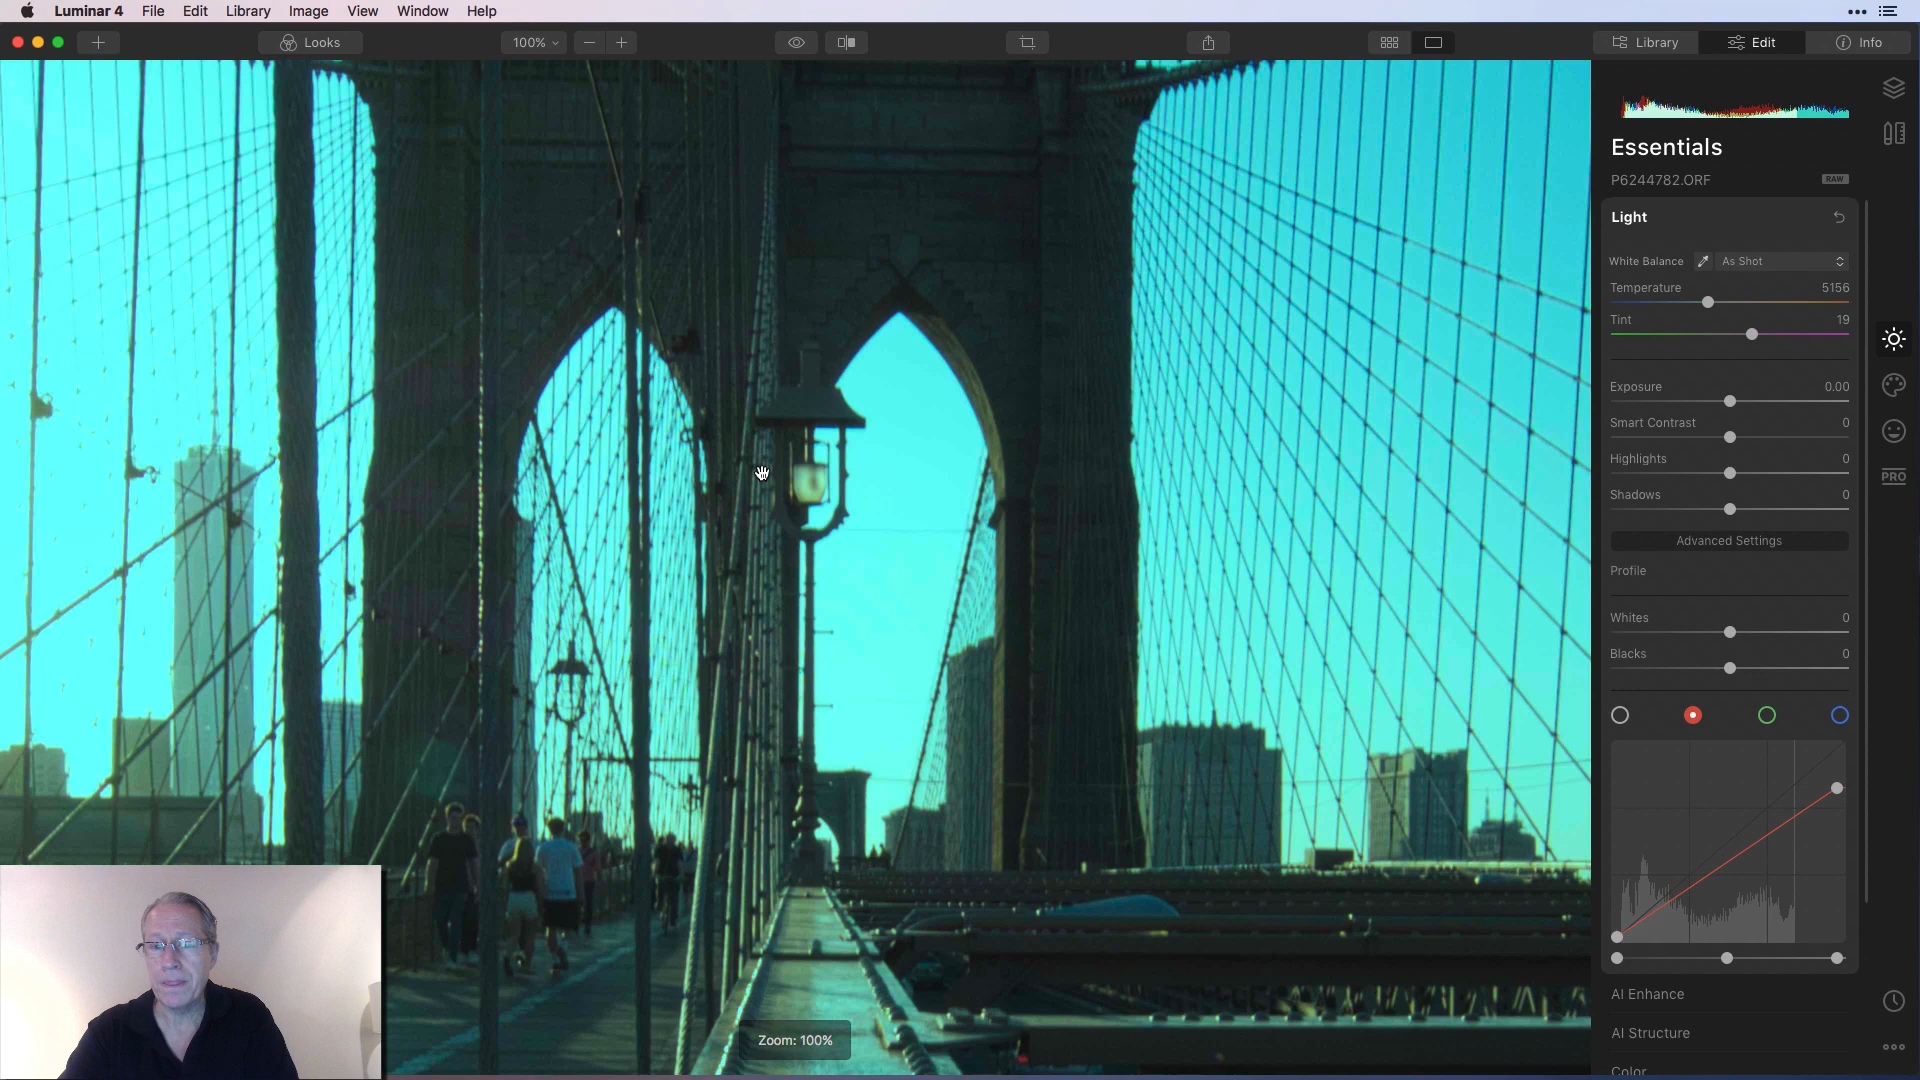 Luminar 4 File Edit Library Image View Window Help
Looks 100% Library Edit Info
Essentials
P6244782.ORF RAW
Light
White Balance As Shot
Temperature 5156
Tint 19
Exposure 0.00
Smart Contrast 0
Highlights 0
PRO
Shadows 0
Advanced Settings
Profile
Whites 0
Blacks 0
AI Enhance
AI Structure
Zoom: 100%
Color